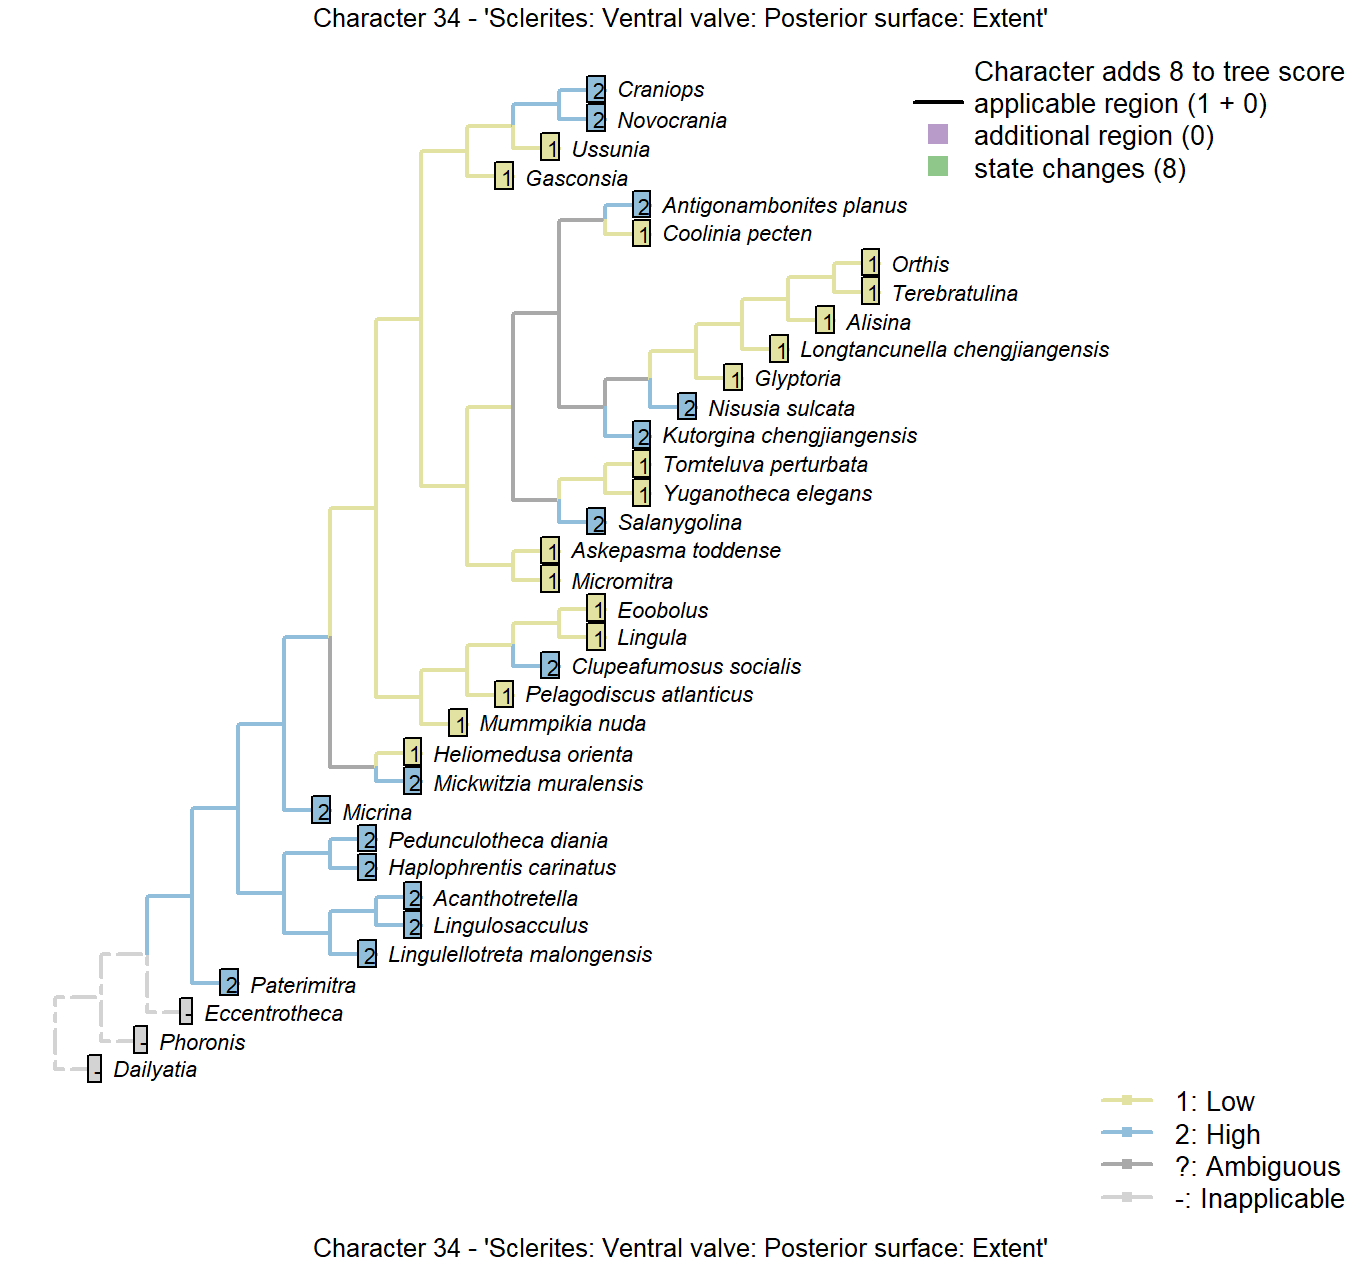 Character 34 - 'Sclerites: Ventral valve: Posterior surface: Extent'
Character adds 8 to tree score
applicable region (1 + 0)
additional region (0)
state changes (8)
2 Craniops
2 Novocrania
1 Ussunia
1 Gasconsia
2 Antigonambonites planus
1 Coolinia pecten
1 Orthis
1 Terebratulina
1 Alisina
1 Longtancunella chengjiangensis
1 Glyptoria
2 Nisusia sulcata
2 Kutorgina chengjiangensis
1 Tomteluva perturbata
1 Yuganotheca elegans
2 Salanygolina
1 Askepasma toddense
1 Micromitra
1 Eoobolus
1 Lingula
2 Clupeafumosus socialis
1 Pelagodiscus atlanticus
1 Mummpikia nuda
1 Heliomedusa orienta
2 Mickwitzia muralensis
2 Micrina
2 Pedunculotheca diania
2 Haplophrentis carinatus
2 Acanthotretella
2 Lingulosacculus
2 Lingulellotreta malongensis
2 Paterimitra
- Eccentrotheca
- Phoronis
- Dailyatia
1: Low
2: High
?: Ambiguous
-: Inapplicable
Character 34 - 'Sclerites: Ventral valve: Posterior surface: Extent'